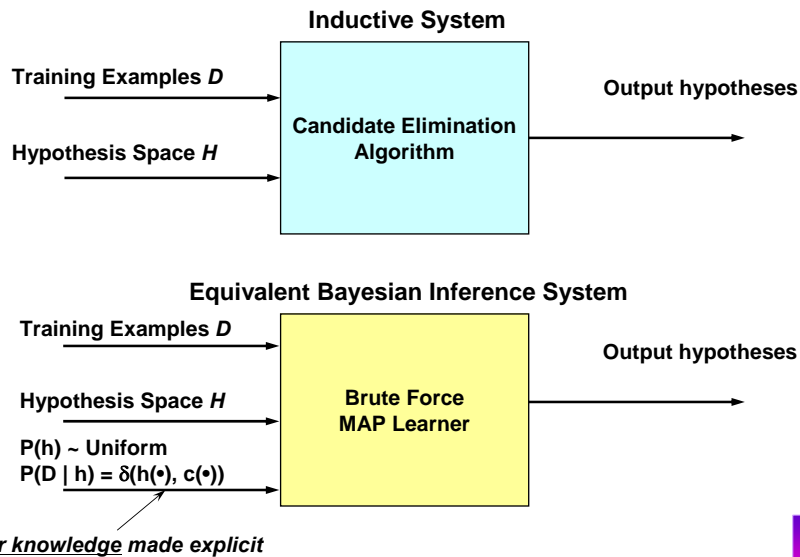 Inductive System
Training Examples D
Hypothesis Space H
Candidate Elimination
Algorithm
Output hypotheses
Equivalent Bayesian Inference System
Training Examples D
Hypothesis Space H
P(h) ~ Uniform
P(D | h) = δ(h(•), c(•))
Brute Force
MAP Learner
Output hypotheses
r knowledge made explicit